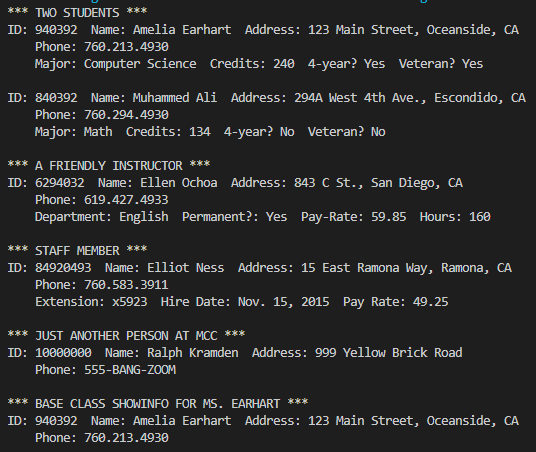 *** TWO STUDENTS ***
ID: 940392  Name: Amelia Earhart  Address: 123 Main Street, Oceanside, CA
    Phone: 760.213.4930
    Major: Computer Science  Credits: 240  4-year? Yes  Veteran? Yes

ID: 840392  Name: Muhammed Ali  Address: 294A West 4th Ave., Escondido, CA
    Phone: 760.294.4930
    Major: Math  Credits: 134  4-year? No  Veteran? No

*** A FRIENDLY INSTRUCTOR ***
ID: 6294032  Name: Ellen Ochoa  Address: 843 C St., San Diego, CA
    Phone: 619.427.4933
    Department: English  Permanent?: Yes  Pay-Rate: 59.85  Hours: 160

*** STAFF MEMBER ***
ID: 84920493  Name: Elliot Ness  Address: 15 East Ramona Way, Ramona, CA
    Phone: 760.583.3911
    Extension: x5923  Hire Date: Nov. 15, 2015  Pay Rate: 49.25

*** JUST ANOTHER PERSON AT MCC ***
ID: 10000000  Name: Ralph Kramden  Address: 999 Yellow Brick Road
    Phone: 555-BANG-ZOOM

*** BASE CLASS SHOWINFO FOR MS. EARHART ***
ID: 940392  Name: Amelia Earhart  Address: 123 Main Street, Oceanside, CA
    Phone: 760.213.4930